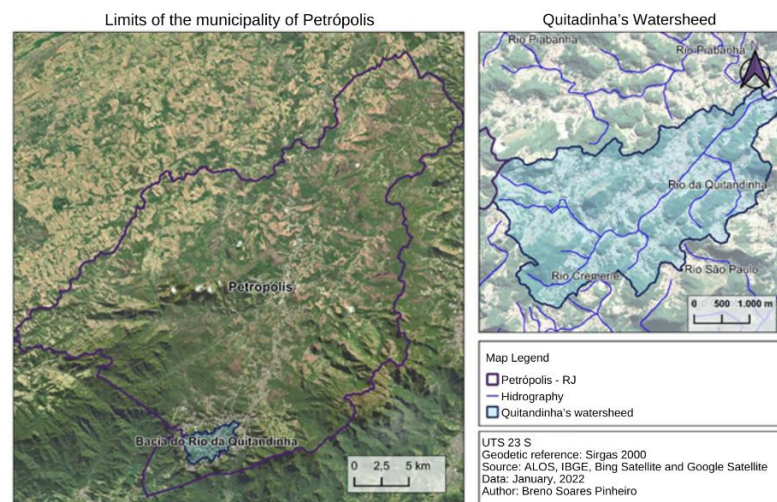 Limits of the municipality of Petrópolis
Quitadinha's Watersheed
Rio Piabanha
Rio Piabanha
Rio da Quitandinha
Rio Cremerie
Rio São Paulo
0 500 1.000 m
Petrópolis
Bacia do Rio da Quitandinha
0 2,5 5 km
Map Legend
Petrópolis - RJ
Hidrography
Quitandinha's watershed
UTS 23 S
Geodetic reference: Sirgas 2000
Source: ALOS, IBGE, Bing Satellite and Google Satellite
Data: January, 2022
Author: Breno Soares Pinheiro